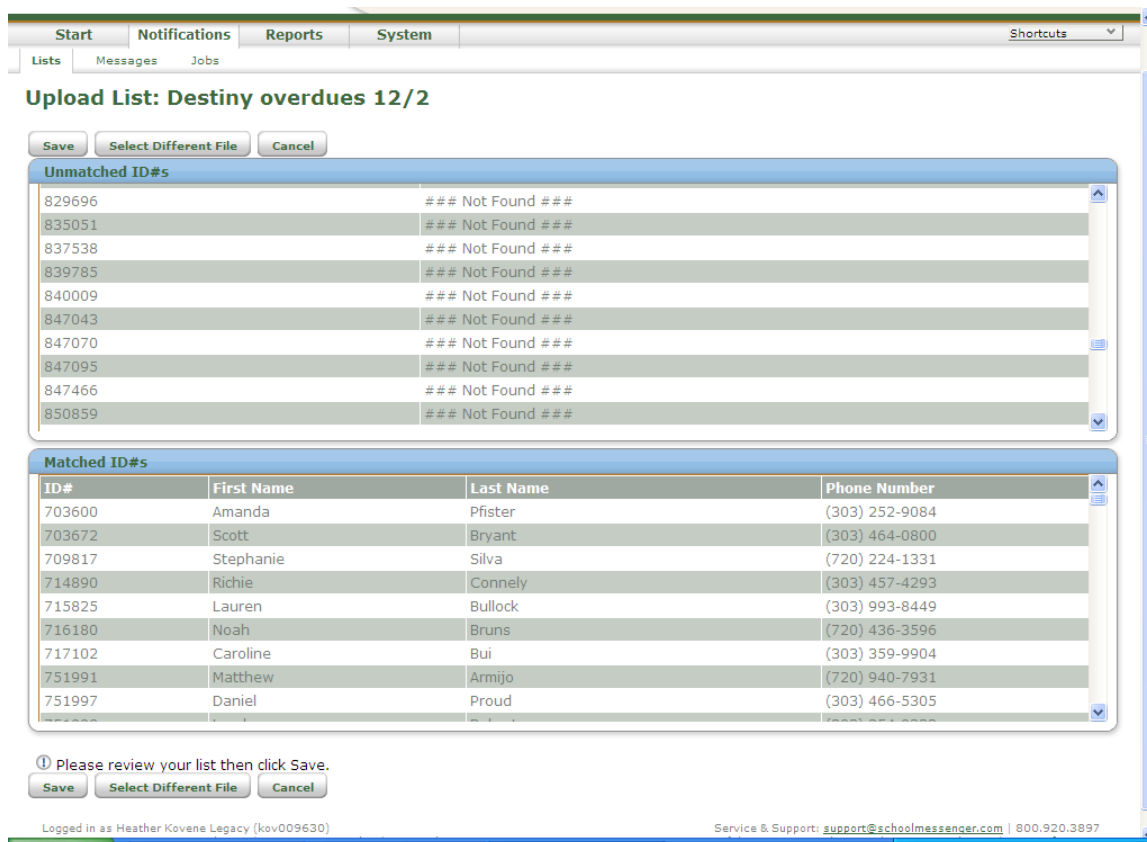 Start Notifications Reports System Shortcuts
Lists Messages Jobs
Upload List: Destiny overdues 12/2
Save Select Different File Cancel
Unmatched ID#s
829696 ### Not Found ###
835051 ### Not Found ###
837538 ### Not Found ###
839785 ### Not Found ###
840009 ### Not Found ###
847043 ### Not Found ###
847070 ### Not Found ###
847095 ### Not Found ###
847466 ### Not Found ###
850859 ### Not Found ###
Matched ID#s
ID# First Name Last Name Phone Number
703600 Amanda Pfister (303) 252-9084
703672 Scott Bryant (303) 464-0800
709817 Stephanie Silva (720) 224-1331
714890 Richie Connely (303) 457-4293
715825 Lauren Bullock (303) 993-8449
716180 Noah Bruns (720) 436-3596
717102 Caroline Bui (303) 359-9904
751991 Matthew Armijo (720) 940-7931
751997 Daniel Proud (303) 466-5305
Please review your list then click Save.
Save Select Different File Cancel
Logged in as Heather Kovene Legacy (kov009630) Service & Support: support@schoolmessenger.com | 800.920.3897